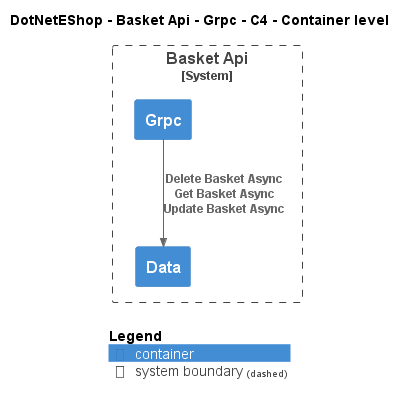 DotNetEShop - Basket Api - Grpc - C4 - Container level
Basket Api
[System]
Grpc
Delete Basket Async
Get Basket Async
Update Basket Async
Data
Legend
container
system boundary (dashed)